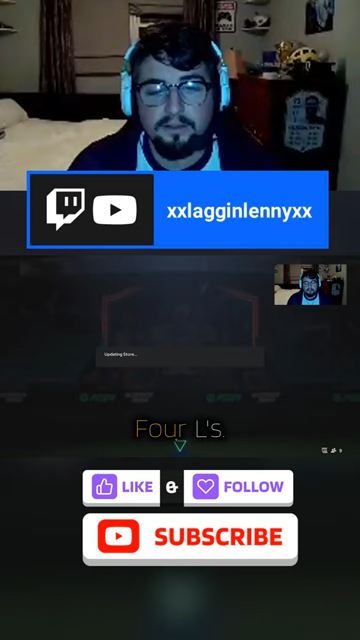 xxlagginlennyxx
Updating Store...
Four L's.
LIKE & FOLLOW
SUBSCRIBE